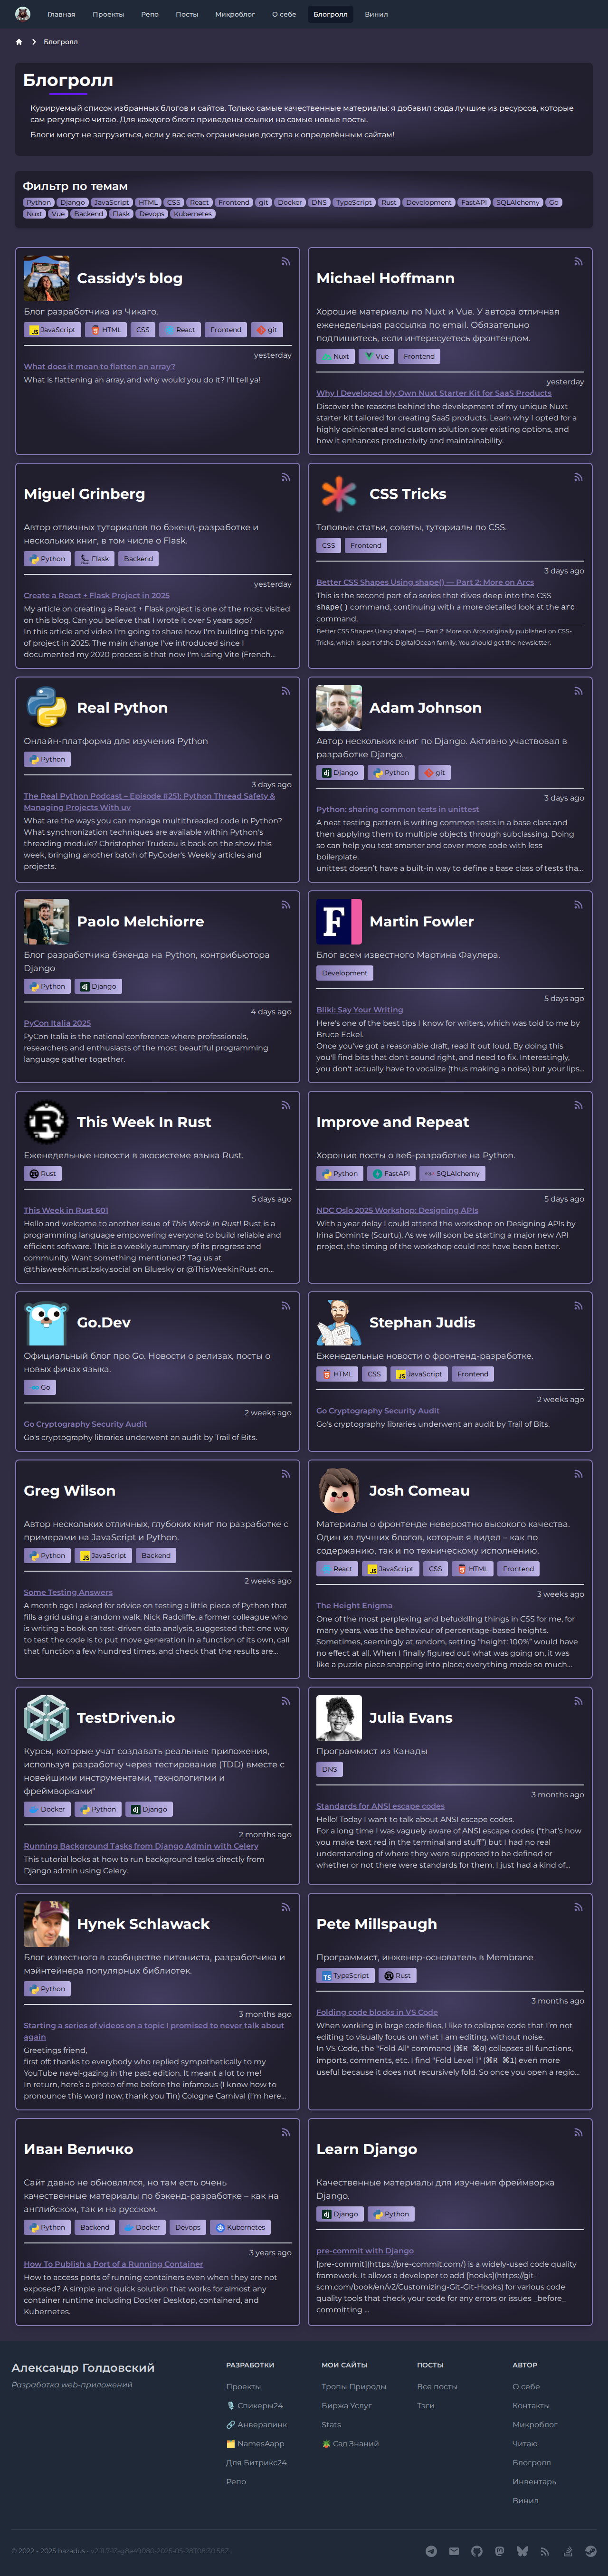 Главная Проекты Репо Посты Микроблог О себе Блогролл Винил
Блогролл
Блогролл
Курируемый список избранных блогов и сайтов. Только самые качественные материалы: я добавил сюда лучшие из ресурсов, которые
сам регулярно читаю. Для каждого блога приведены ссылки на самые новые посты.
Блоги могут не загрузиться, если у вас есть ограничения доступа к определённым сайтам!
Фильтр по темам
Python Django JavaScript HTML CSS React Frontend git Docker DNS TypeScript Rust Development FastAPI SQLAlchemy Go
Nuxt Vue Backend Flask Devops Kubernetes
Cassidy's blog
Блог разработчика из Чикаго.
JavaScript HTML CSS React Frontend git
yesterday
What does it mean to flatten an array?
What is flattening an array, and why would you do it? I'll tell ya!
Michael Hoffmann
Хорошие материалы по Nuxt и Vue. У автора отличная
еженедельная рассылка по email. Обязательно
подпишитесь, если интересуетесь фронтендом.
Nuxt Vue Frontend
yesterday
Why I Developed My Own Nuxt Starter Kit for SaaS Products
Discover the reasons behind the development of my unique Nuxt
starter kit tailored for creating SaaS products. Learn why I opted for a
highly opinionated and custom solution over existing options, and
how it enhances productivity and maintainability.
Miguel Grinberg
Автор отличных туториалов по бэкенд-разработке и
нескольких книг, в том числе о Flask.
Python Flask Backend
yesterday
Create a React + Flask Project in 2025
My article on creating a React + Flask project is one of the most visited
on this blog. Can you believe that I wrote it over 5 years ago?
In this article and video I'm going to share how I'm building this type
of project in 2025. The main change I've introduced since I
documented my 2020 process is that now I'm using Vite (French...
CSS Tricks
Топовые статьи, советы, туториалы по CSS.
CSS Frontend
3 days ago
Better CSS Shapes Using shape() — Part 2: More on Arcs
This is the second part of a series that dives deep into the CSS
shape() command, continuing with a more detailed look at the arc
command.
Better CSS Shapes Using shape() — Part 2: More on Arcs originally published on CSS-
Tricks, which is part of the DigitalOcean family. You should get the newsletter.
Real Python
Онлайн-платформа для изучения Python
Python
3 days ago
The Real Python Podcast – Episode #251: Python Thread Safety &
Managing Projects With uv
What are the ways you can manage multithreaded code in Python?
What synchronization techniques are available within Python's
threading module? Christopher Trudeau is back on the show this
week, bringing another batch of PyCoder's Weekly articles and
projects.
Adam Johnson
Автор нескольких книг по Django. Активно участвовал в
разработке Django.
Django Python git
3 days ago
Python: sharing common tests in unittest
A neat testing pattern is writing common tests in a base class and
then applying them to multiple objects through subclassing. Doing
so can help you test smarter and cover more code with less
boilerplate.
unittest doesn’t have a built-in way to define a base class of tests tha...
Paolo Melchiorre
Блог разработчика бэкенда на Python, контрибьютора
Django
Python Django
4 days ago
PyCon Italia 2025
PyCon Italia is the national conference where professionals,
researchers and enthusiasts of the most beautiful programming
language gather together.
Martin Fowler
Блог всем известного Мартина Фаулера.
Development
5 days ago
Bliki: Say Your Writing
Here's one of the best tips I know for writers, which was told to me by
Bruce Eckel.
Once you've got a reasonable draft, read it out loud. By doing this
you'll find bits that don't sound right, and need to fix. Interestingly,
you don't actually have to vocalize (thus making a noise) but your lips...
This Week In Rust
Еженедельные новости в экосистеме языка Rust.
Rust
5 days ago
This Week in Rust 601
Hello and welcome to another issue of This Week in Rust! Rust is a
programming language empowering everyone to build reliable and
efficient software. This is a weekly summary of its progress and
community. Want something mentioned? Tag us at
@thisweekinrust.bsky.social on Bluesky or @ThisWeekinRust on...
Improve and Repeat
Хорошие посты о веб-разработке на Python.
Python FastAPI SQLAlchemy
5 days ago
NDC Oslo 2025 Workshop: Designing APIs
With a year delay I could attend the workshop on Designing APIs by
Irina Dominte (Scurtu). As we will soon be starting a major new API
project, the timing of the workshop could not have been better.
Go.Dev
Официальный блог про Go. Новости о релизах, посты о
новых фичах языка.
Go
2 weeks ago
Go Cryptography Security Audit
Go's cryptography libraries underwent an audit by Trail of Bits.
Stephan Judis
Еженедельные новости о фронтенд-разработке.
HTML CSS JavaScript Frontend
2 weeks ago
Go Cryptography Security Audit
Go's cryptography libraries underwent an audit by Trail of Bits.
Greg Wilson
Автор нескольких отличных, глубоких книг по разработке с
примерами на JavaScript и Python.
Python JavaScript Backend
2 weeks ago
Some Testing Answers
A month ago I asked for advice on testing a little piece of Python that
fills a grid using a random walk. Nick Radcliffe, a former colleague who
is writing a book on test-driven data analysis, suggested that one way
to test the code is to put move generation in a function of its own, call
that function a few hundred times, and check that the results are...
Josh Comeau
Материалы о фронтенде невероятно высокого качества.
Один из лучших блогов, которые я видел – как по
содержанию, так и по техническому исполнению.
React JavaScript CSS HTML Frontend
3 weeks ago
The Height Enigma
One of the most perplexing and befuddling things in CSS for me, for
many years, was the behaviour of percentage-based heights.
Sometimes, seemingly at random, setting “height: 100%” would have
no effect at all. When I finally figured out what was going on, it was
like a puzzle piece snapping into place; everything made so much...
TestDriven.io
Курсы, которые учат создавать реальные приложения,
используя разработку через тестирование (TDD) вместе с
новейшими инструментами, технологиями и
фреймворками"
Docker Python Django
2 months ago
Running Background Tasks from Django Admin with Celery
This tutorial looks at how to run background tasks directly from
Django admin using Celery.
Julia Evans
Программист из Канады
DNS
3 months ago
Standards for ANSI escape codes
Hello! Today I want to talk about ANSI escape codes.
For a long time I was vaguely aware of ANSI escape codes (“that’s how
you make text red in the terminal and stuff”) but I had no real
understanding of where they were supposed to be defined or
whether or not there were standards for them. I just had a kind of...
Hynek Schlawack
Блог известного в сообществе питониста, разработчика и
мэйнтейнера популярных библиотек.
Python
3 months ago
Starting a series of videos on a topic I promised to never talk about
again
Greetings friend,
first off: thanks to everybody who replied sympathetically to my
YouTube navel-gazing in the past edition. It meant a lot to me!
In return, here's a photo of me before the infamous (I know how to
pronounce this word now; thank you Tin) Cologne Carnival (I'm here...
Pete Millspaugh
Программист, инженер-основатель в Membrane
TypeScript Rust
3 months ago
Folding code blocks in VS Code
When working in large code files, I like to collapse code that I’m not
editing to visually focus on what I am editing, without noise.
In VS Code, the "Fold All" command (⌘R ⌘0) collapses all functions,
imports, comments, etc. I find "Fold Level 1" (⌘R ⌘1) even more
useful because it does not recursively fold. So once you open a regio...
Иван Величко
Сайт давно не обновлялся, но там есть очень
качественные материалы по бэкенд-разработке – как на
английском, так и на русском.
Python Backend Docker Devops Kubernetes
3 years ago
How To Publish a Port of a Running Container
How to access ports of running containers even when they are not
exposed? A simple and quick solution that works for almost any
container runtime including Docker Desktop, containerd, and
Kubernetes.
Learn Django
Качественные материалы для изучения фреймворка
Django.
Django Python
pre-commit with Django
[pre-commit](https://pre-commit.com/) is a widely-used code quality
framework. It allows a developer to add [hooks](https://git-
scm.com/book/en/v2/Customizing-Git-Git-Hooks) for various code
quality tools that check your code for any errors or issues _before_
committing ...
Александр Голдовский
Разработка web-приложений
РАЗРАБОТКИ
Проекты
Спикеры24
Анвералинк
NamesAapp
Для Битрикс24
Репо
МОИ САЙТЫ
Тропы Природы
Биржа Услуг
Stats
Сад Знаний
ПОСТЫ
Все посты
Тэги
АВТОР
О себе
Контакты
Микроблог
Читаю
Блогролл
Инвентарь
Винил
© 2022 - 2025 hazadus